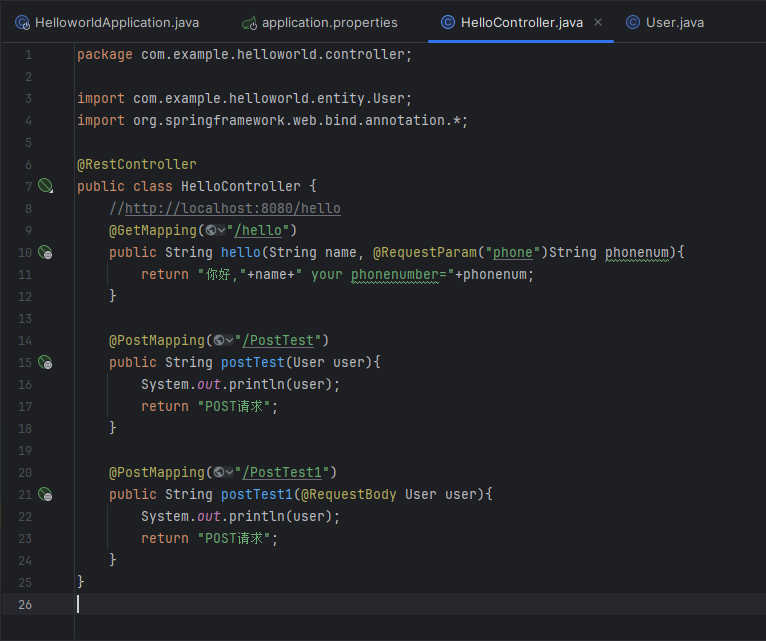 HelloworldApplication.java application.properties HelloController.java User.java
1 package com.example.helloworld.controller;
2
3 import com.example.helloworld.entity.User;
4 import org.springframework.web.bind.annotation.*;
5
6 @RestController
7 public class HelloController {
8 //http://localhost:8080/hello
9 @GetMapping("/hello")
10 public String hello(String name, @RequestParam("phone")String phonenum){
11 return "你好,"+name+" your phonenumber="+phonenum;
12 }
13
14 @PostMapping("/PostTest")
15 public String postTest(User user){
16 System.out.println(user);
17 return "POST请求";
18 }
19
20 @PostMapping("/PostTest1")
21 public String postTest1(@RequestBody User user){
22 System.out.println(user);
23 return "POST请求";
24 }
25 }
26